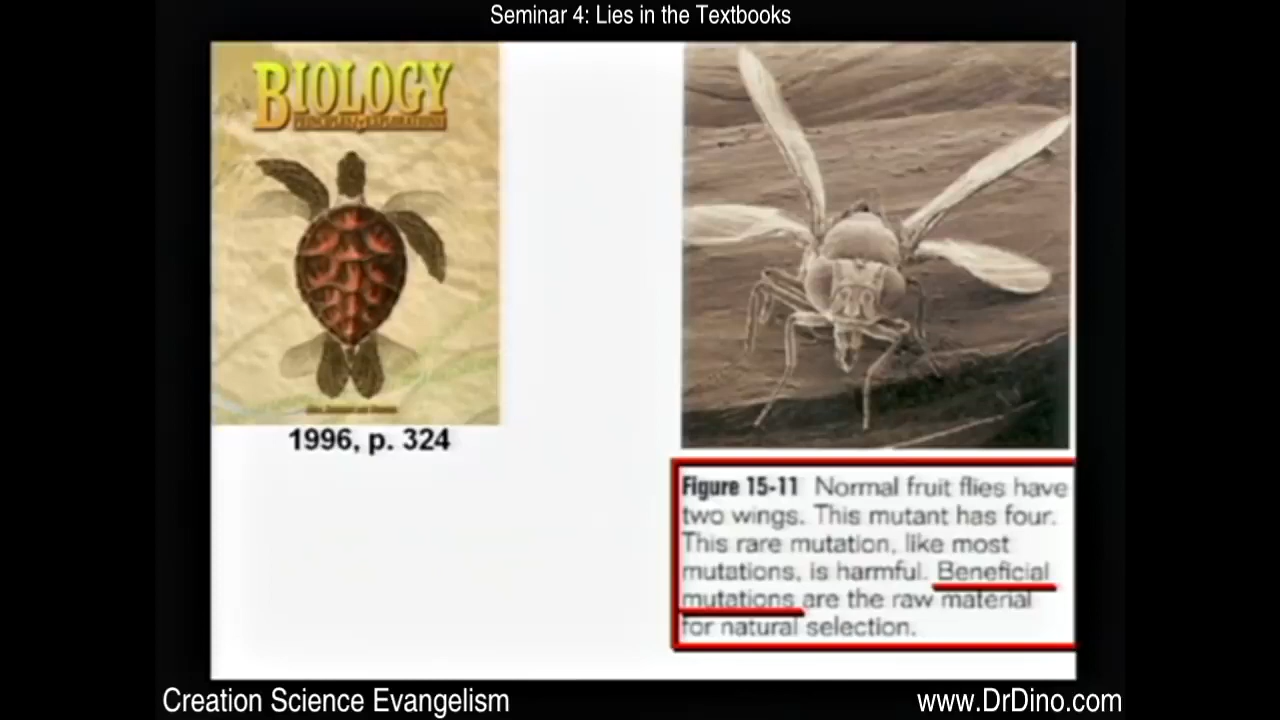 Seminar 4: Lies in the Textbooks
BIOLOGY
PRINCIPLES & EXPLORATIONS
1996, p. 324
Figure 15-11 Normal fruit flies have
two wings. This mutant has four.
This rare mutation, like most
mutations, is harmful. Beneficial
mutations are the raw material
for natural selection.
Creation Science Evangelism
www.DrDino.com